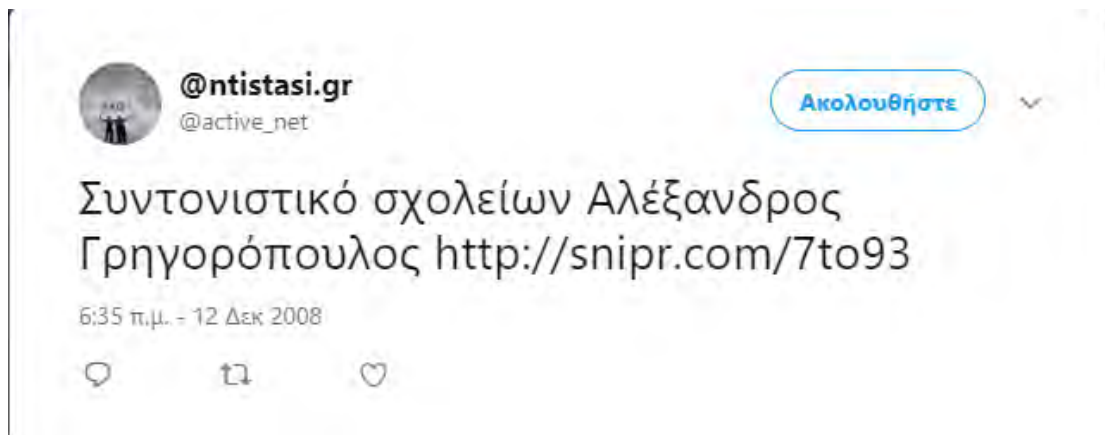 @ntistasi.gr
@active_net
Ακολουθήστε
Συντονιστικό σχολείων Αλέξανδρος
Γρηγορόπουλος http://snipr.com/7to93
6:35 π.μ. - 12 Δεκ 2008